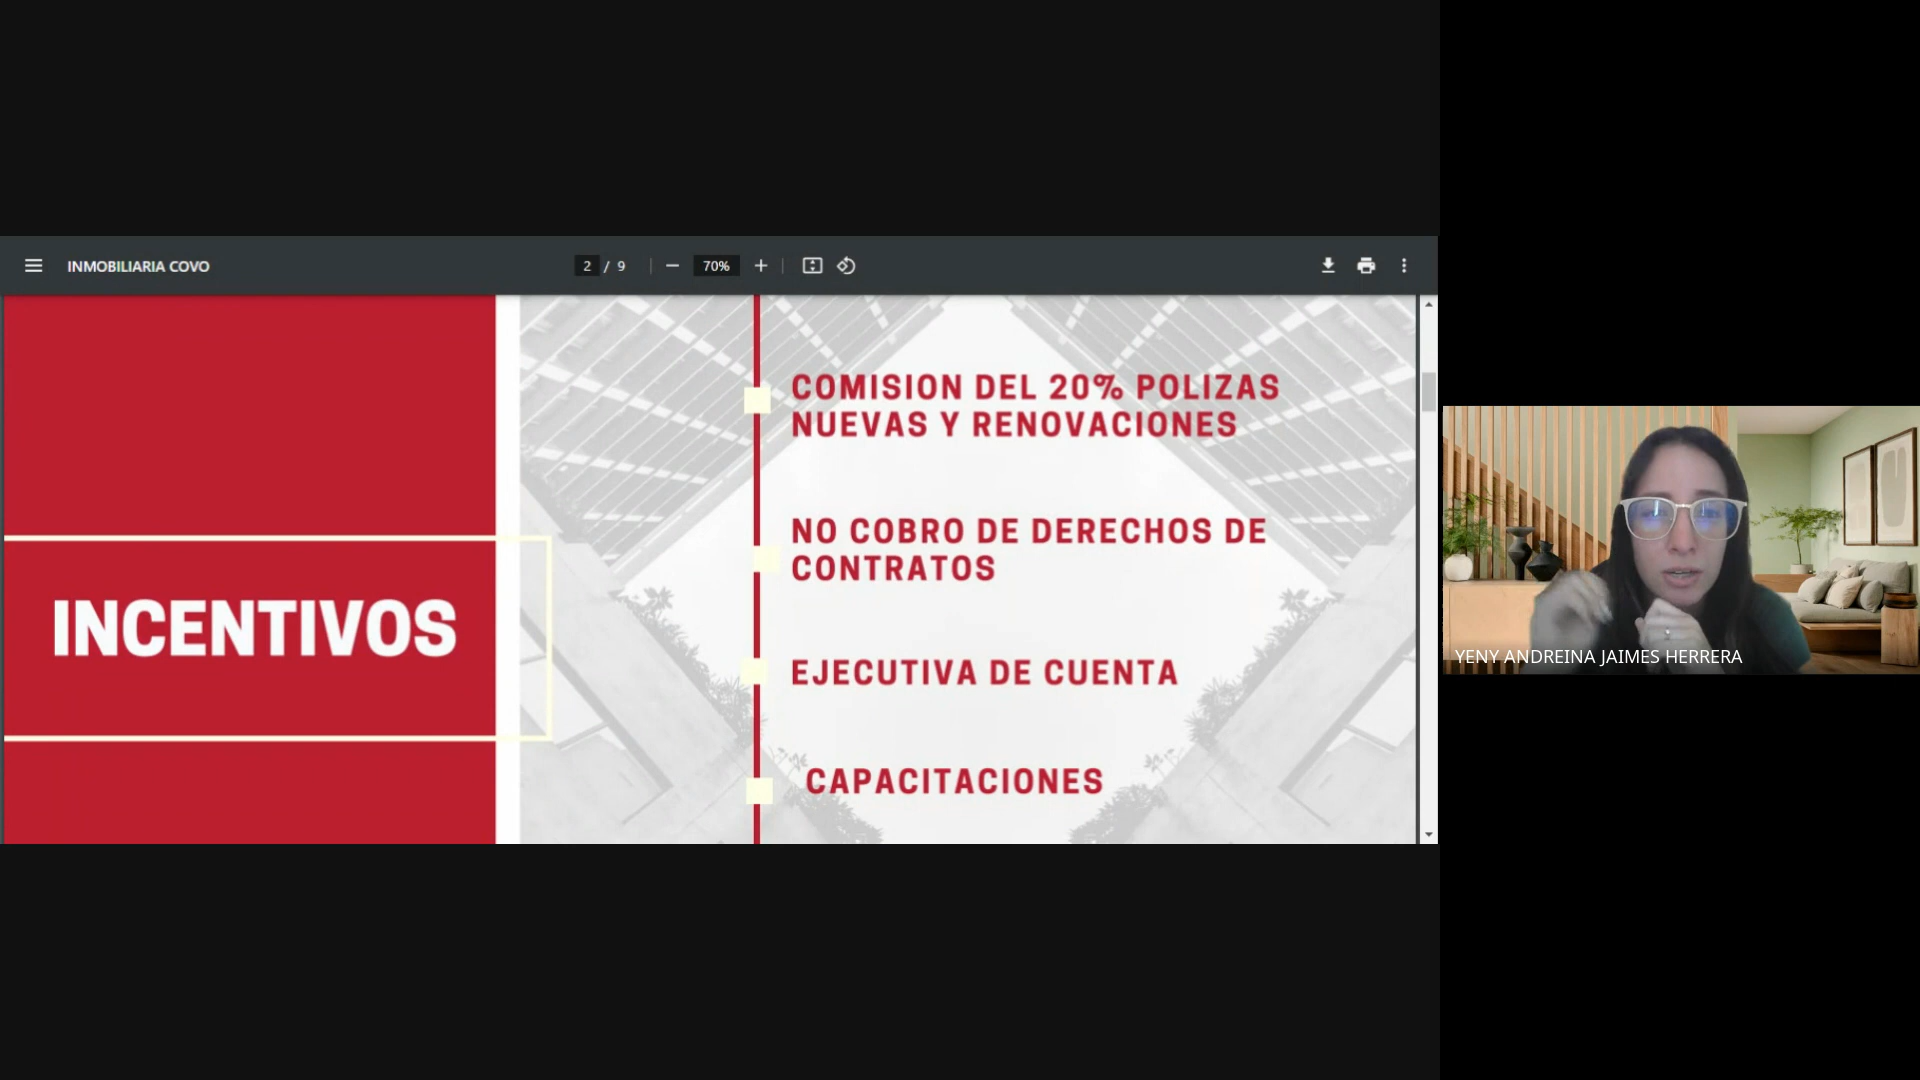 INMOBILIARIA COVO
2 / 9
70%
COMISION DEL 20% POLIZAS
NUEVAS Y RENOVACIONES
NO COBRO DE DERECHOS DE
CONTRATOS
INCENTIVOS
EJECUTIVA DE CUENTA
CAPACITACIONES
YENY ANDREINA JAIMES HERRERA